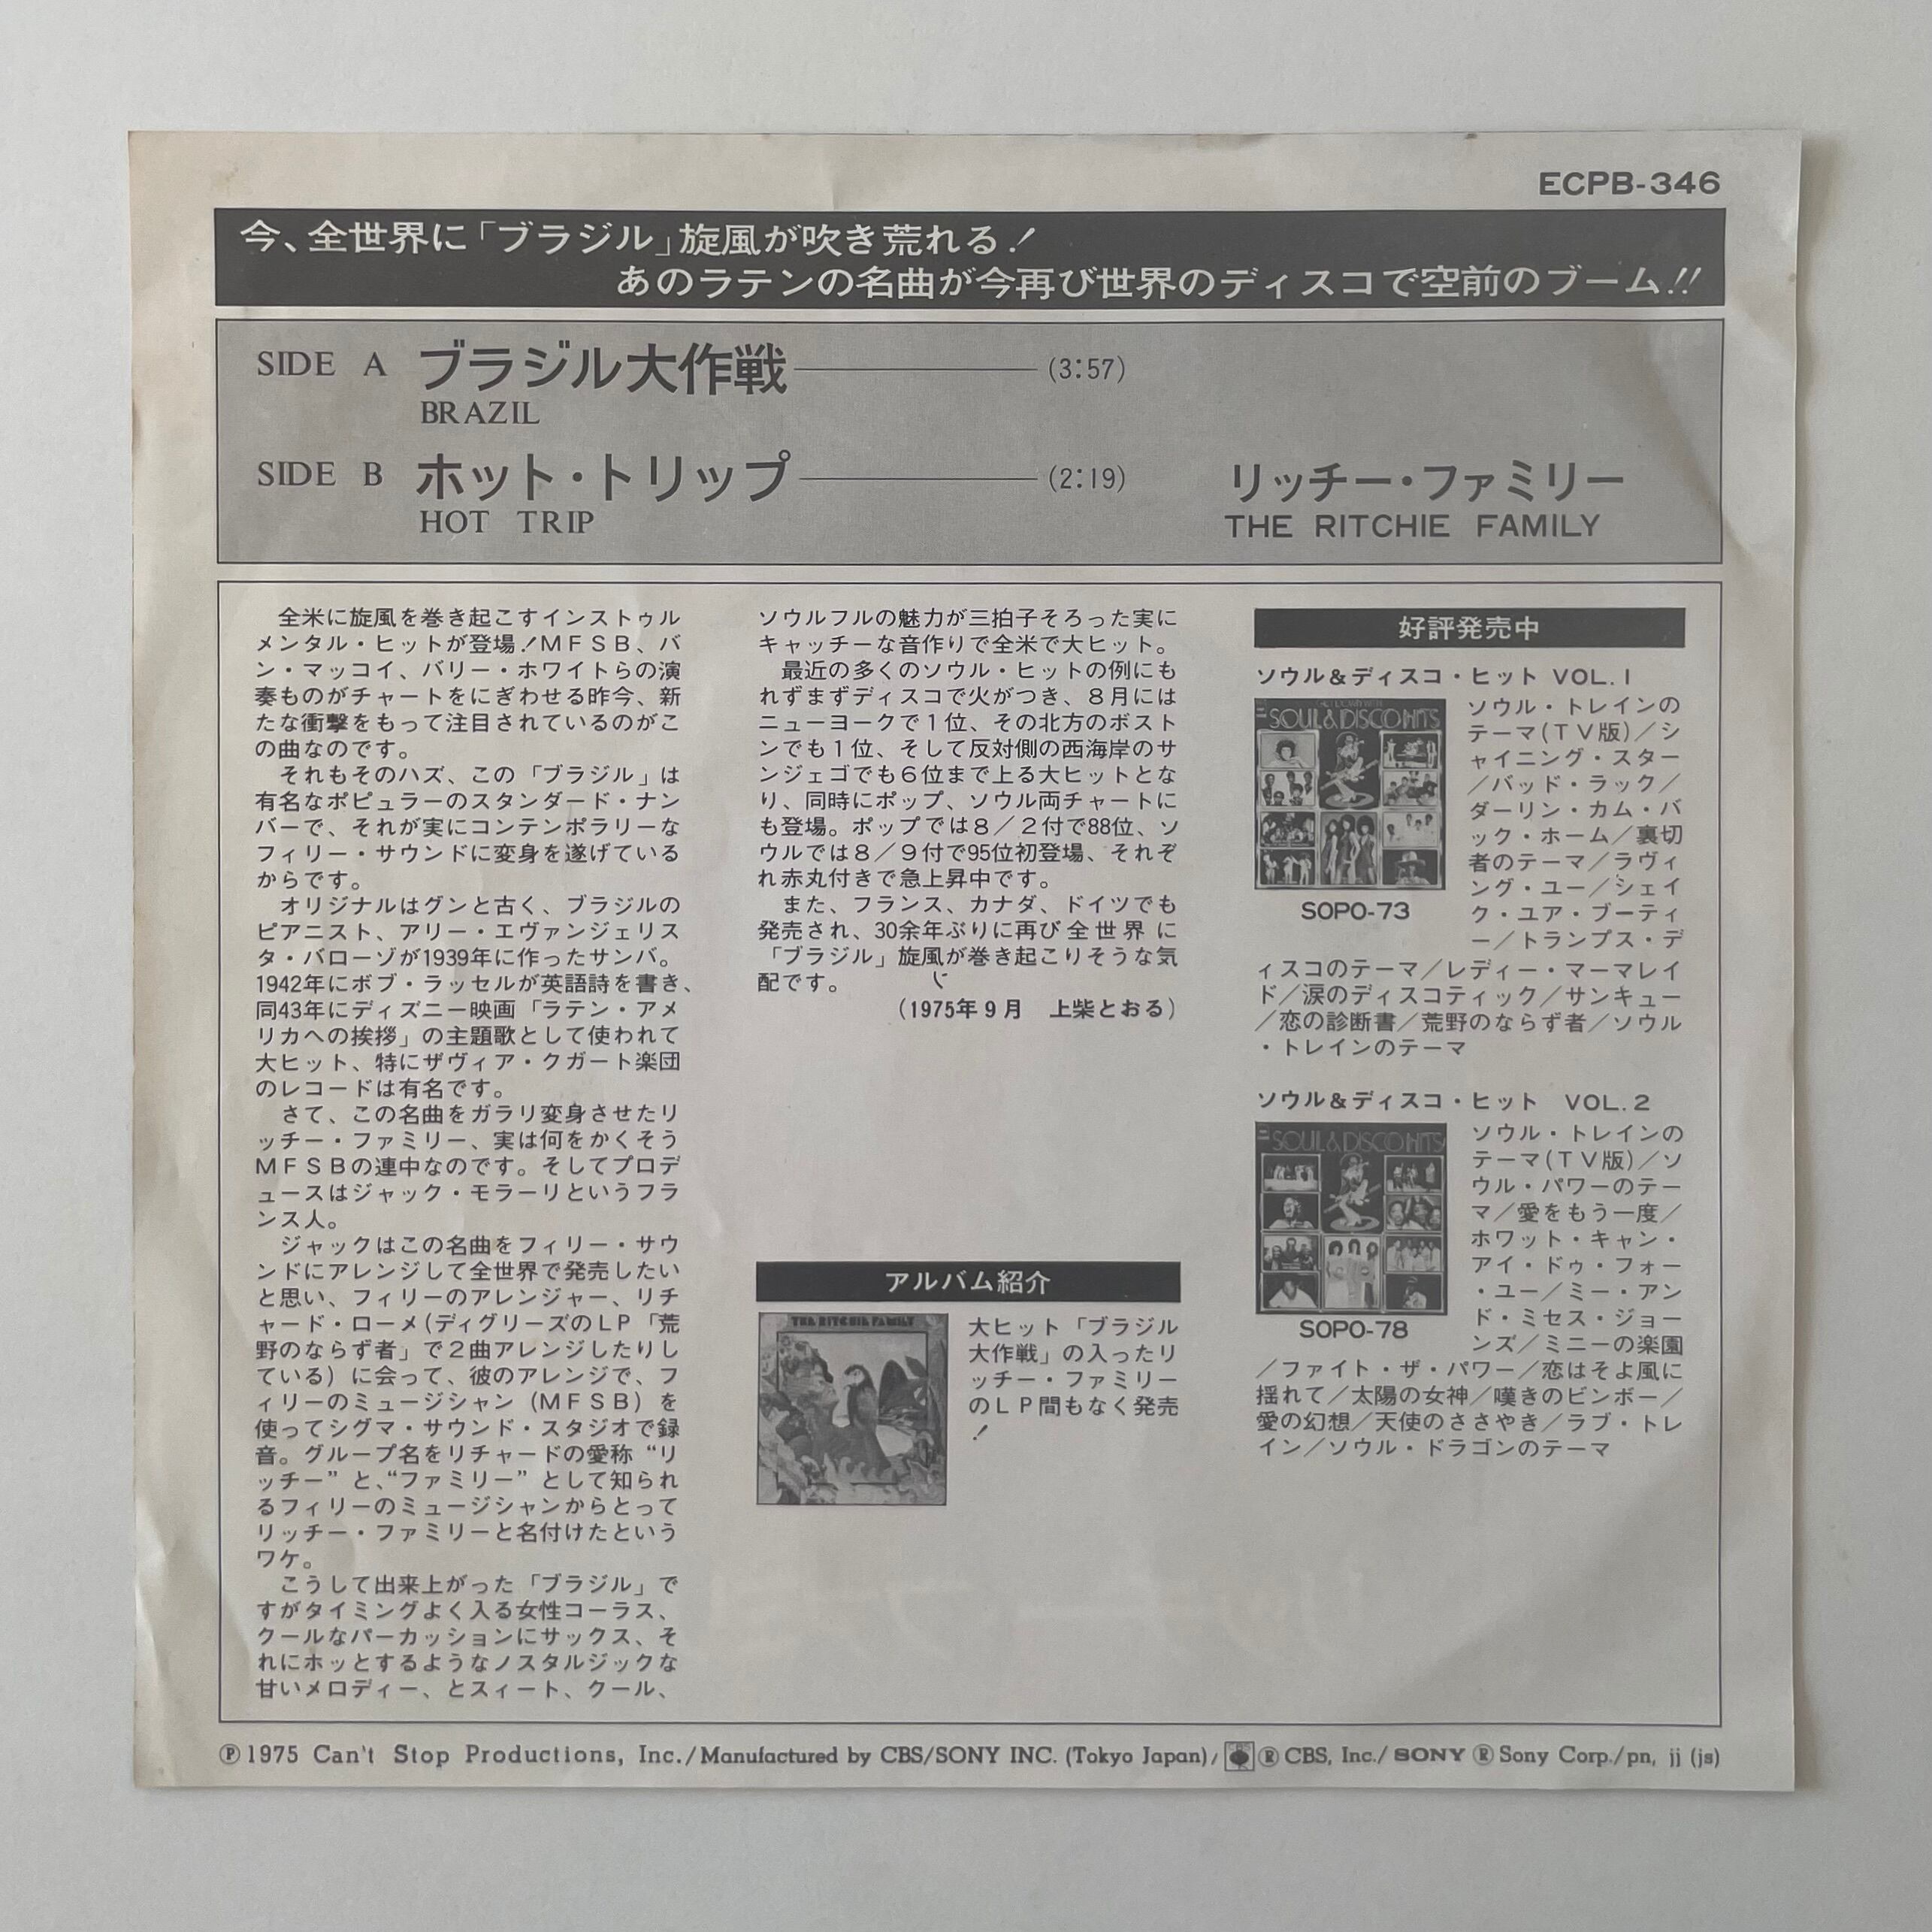 ECPB-346
今、全世界に「ブラジル」旋風が吹き荒れる!
あのラテンの名曲が今再び世界のディスコで空前のブーム!!
SIDE A ブラジル大作戦 (3:57)
BRAZIL
SIDE B ホット・トリップ (2:19) リッチー・ファミリー
HOT TRIP THE RITCHIE FAMILY
全米に旋風を巻き起こすインストゥル
メンタル・ヒットが登場!MFSB、バ
ン・マッコイ、バリー・ホワイトらの演
奏ものがチャートをにぎわせる昨今、新
たな衝撃をもって注目されているのがこ
の曲なのです。
それもそのハズ、この「ブラジル」は
有名なポピュラーのスタンダード・ナン
バーで、それが実にコンテンポラリーな
フィリー・サウンドに変身を遂げている
からです。
オリジナルはグンと古く、ブラジルの
ピアニスト、アリー・エヴァンジェリス
タ・バローゾが1939年に作ったサンバ。
1942年にボブ・ラッセルが英語詩を書き、
同43年にディズニー映画「ラテン・アメ
リカへの挨拶」の主題歌として使われて
大ヒット、特にザヴィア・クガート楽団
のレコードは有名です。
さて、この名曲をガラリ変身させたリ
ッチー・ファミリー、実は何をかくそう
MFSBの連中なのです。そしてプロデ
ュースはジャック・モラーリというフラ
ンス人。
ジャックはこの名曲をフィリー・サウ
ンドにアレンジして全世界で発売したい
と思い、フィリーのアレンジャー、リチ
ャード・ローメ(ディグリーズのLP「荒
野のならず者」で2曲アレンジしたりし
ている)に会って、彼のアレンジで、フ
ィリーのミュージシャン(MFSB)を
使ってシグマ・サウンド・スタジオで録
音。グループ名をリチャードの愛称“リ
ッチー”と、“ファミリー”として知られ
るフィリーのミュージシャンからとって
リッチー・ファミリーと名付けたという
ワケ。
こうして出来上がった「ブラジル」で
すがタイミングよく入る女性コーラス、
クールなパーカッションにサックス、そ
れにホッとするようなノスタルジックな
甘いメロディー、とスィート、クール、
ソウルフルの魅力が三拍子そろった実に
キャッチーな音作りで全米で大ヒット。
最近の多くのソウル・ヒットの例にも
れずまずディスコで火がつき、8月には
ニューヨークで1位、その北方のボスト
ンでも1位、そして反対側の西海岸のサ
ンジェゴでも6位まで上る大ヒットとな
り、同時にポップ、ソウル両チャートに
も登場。ポップでは8/2付で88位、ソ
ウルでは8/9付で95位初登場、それぞ
れ赤丸付きで急上昇中です。
また、フランス、カナダ、ドイツでも
発売され、30余年ぶりに再び全世界に
「ブラジル」旋風が巻き起こりそうな気
配です。
(1975年9月 上柴とおる)
アルバム紹介
THE RITCHIE FAMILY
大ヒット「ブラジル
大作戦」の入ったリ
ッチー・ファミリー
のLP間もなく発売
!
好評発売中
ソウル&ディスコ・ヒット VOL.1
SOUL & DISCO HITS
SOPO-73
ソウル・トレインの
テーマ(TV版)/シ
ャイニング・スター
/バッド・ラック/
ダーリン・カム・バ
ック・ホーム/裏切
者のテーマ/ラヴィ
ング・ユー/シェイ
ク・ユア・ブーティ
ー/トランプス・デ
ィスコのテーマ/レディー・マーマレイ
ド/涙のディスコティック/サンキュー
/恋の診断書/荒野のならず者/ソウル
・トレインのテーマ
ソウル&ディスコ・ヒット VOL.2
SOUL & DISCO HITS
SOPO-78
ソウル・トレインの
テーマ(TV版)/ソ
ウル・パワーのテー
マ/愛をもう一度/
ホワット・キャン・
アイ・ドゥ・フォー
・ユー/ミー・アン
ド・ミセス・ジョー
ンズ/ミニーの楽園
/ファイト・ザ・パワー/恋はそよ風に
揺れて/太陽の女神/嘆きのビンボー/
愛の幻想/天使のささやき/ラブ・トレ
イン/ソウル・ドラゴンのテーマ
Ⓟ1975 Can't Stop Productions, Inc./Manufactured by CBS/SONY INC. (Tokyo Japan)/ ® CBS, Inc./ SONY ® Sony Corp./pn, jj (js)